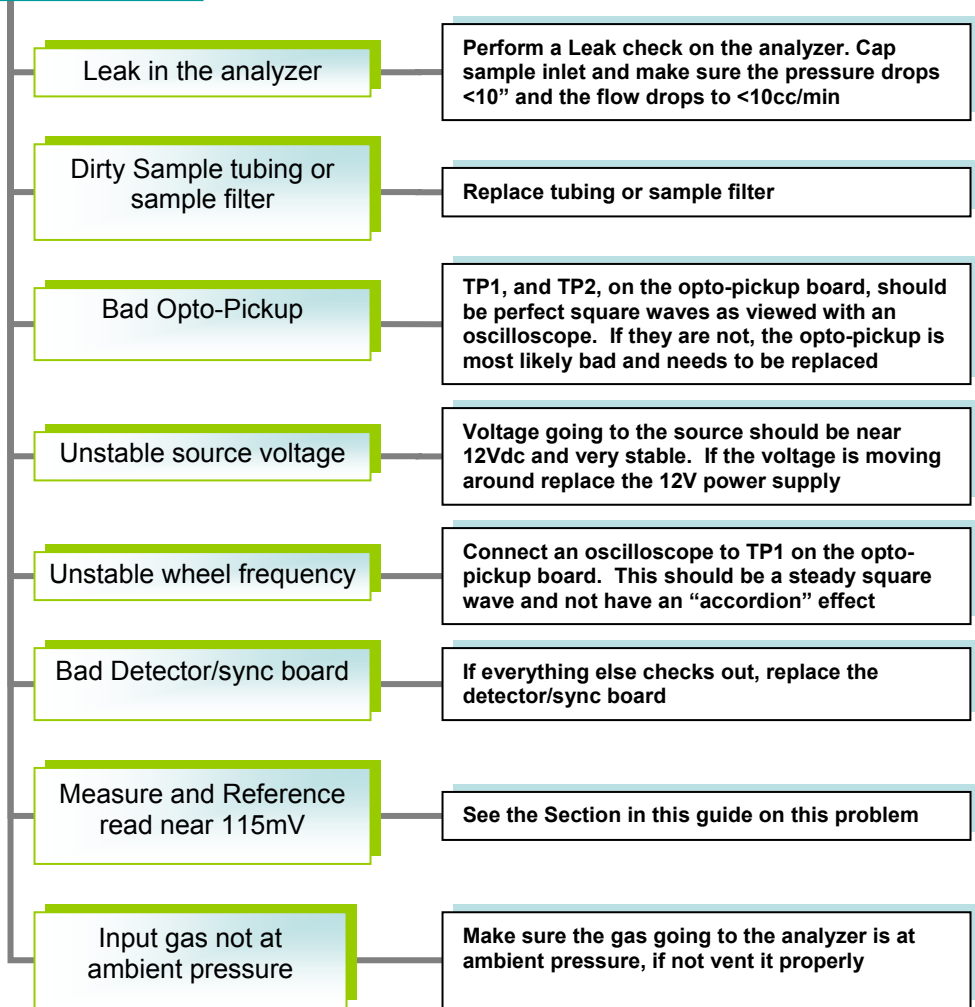 Leak in the analyzer
Perform a Leak check on the analyzer. Cap
sample inlet and make sure the pressure drops
<10” and the flow drops to <10cc/min
Dirty Sample tubing or
sample filter
Replace tubing or sample filter
Bad Opto-Pickup
TP1, and TP2, on the opto-pickup board, should
be perfect square waves as viewed with an
oscilloscope. If they are not, the opto-pickup is
most likely bad and needs to be replaced
Unstable source voltage
Voltage going to the source should be near
12Vdc and very stable. If the voltage is moving
around replace the 12V power supply
Unstable wheel frequency
Connect an oscilloscope to TP1 on the opto-
pickup board. This should be a steady square
wave and not have an “accordion” effect
Bad Detector/sync board
If everything else checks out, replace the
detector/sync board
Measure and Reference
read near 115mV
See the Section in this guide on this problem
Input gas not at
ambient pressure
Make sure the gas going to the analyzer is at
ambient pressure, if not vent it properly